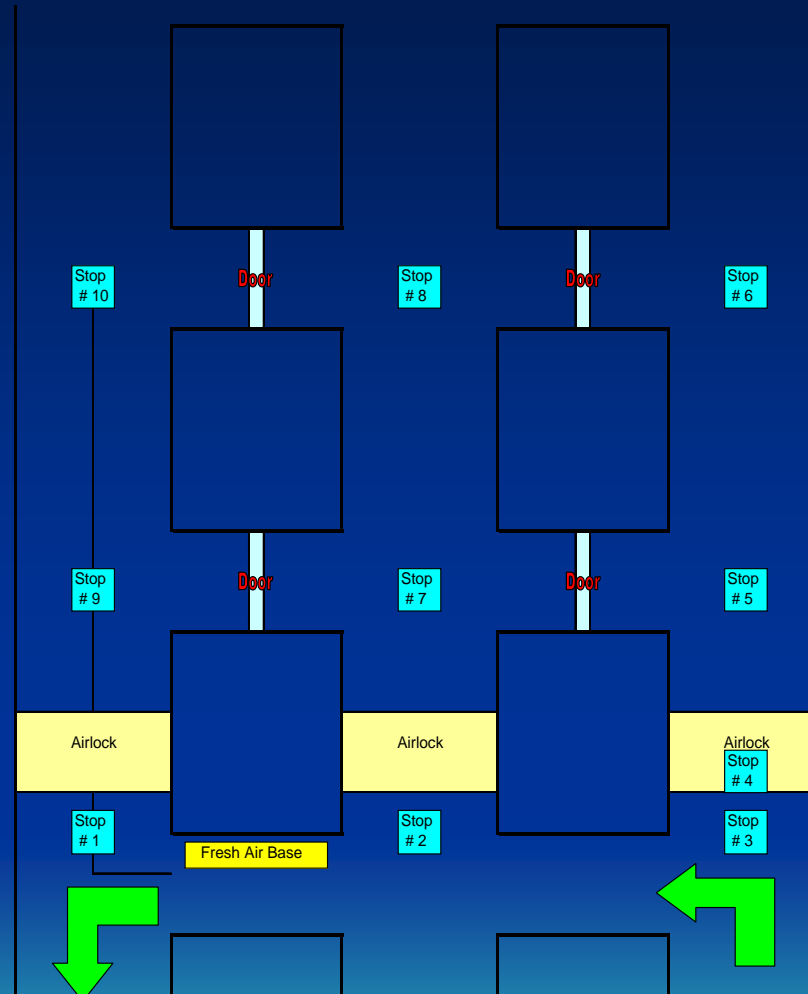 Stop
# 10
Door
Stop
# 8
Door
Stop
# 6
Stop
# 9
Door
Stop
# 7
Door
Stop
# 5
Airlock
Airlock
Airlock
Stop
# 4
Stop
# 1
Stop
# 2
Stop
# 3
Fresh Air Base